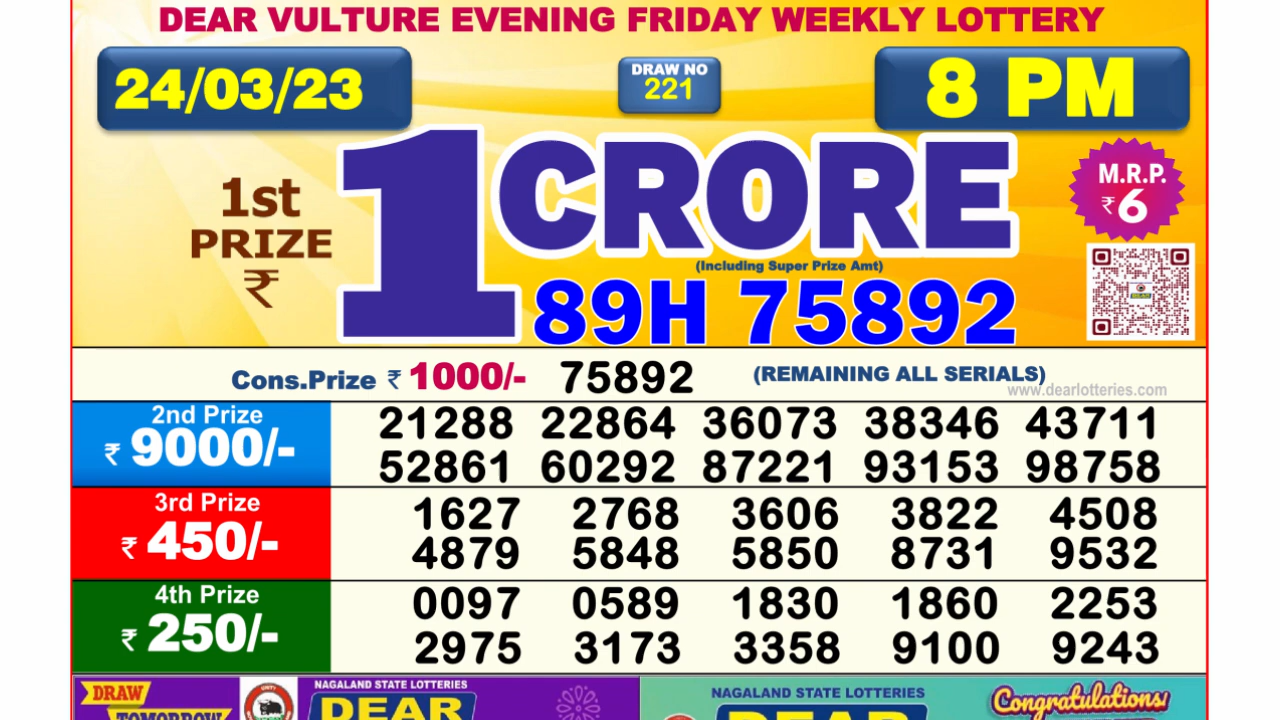 DEAR VULTURE EVENING FRIDAY WEEKLY LOTTERY
24/03/23
DRAW NO
221
8 PM
1st
PRIZE
₹
1 CRORE
M.R.P.
₹6
(Including Super Prize Amt)
89H 75892
Cons.Prize ₹ 1000/- 75892 (REMAINING ALL SERIALS)
www.dearlotteries.com
2nd Prize
₹ 9000/-
21288 22864 36073 38346 43711
52861 60292 87221 93153 98758
3rd Prize
₹ 450/-
1627 2768 3606 3822 4508
4879 5848 5850 8731 9532
4th Prize
₹ 250/-
0097 0589 1830 1860 2253
2975 3173 3358 9100 9243
DRAW
TOMORROW
NAGALAND STATE LOTTERIES
DEAR
NAGALAND STATE LOTTERIES
DEAR
Congratulations!